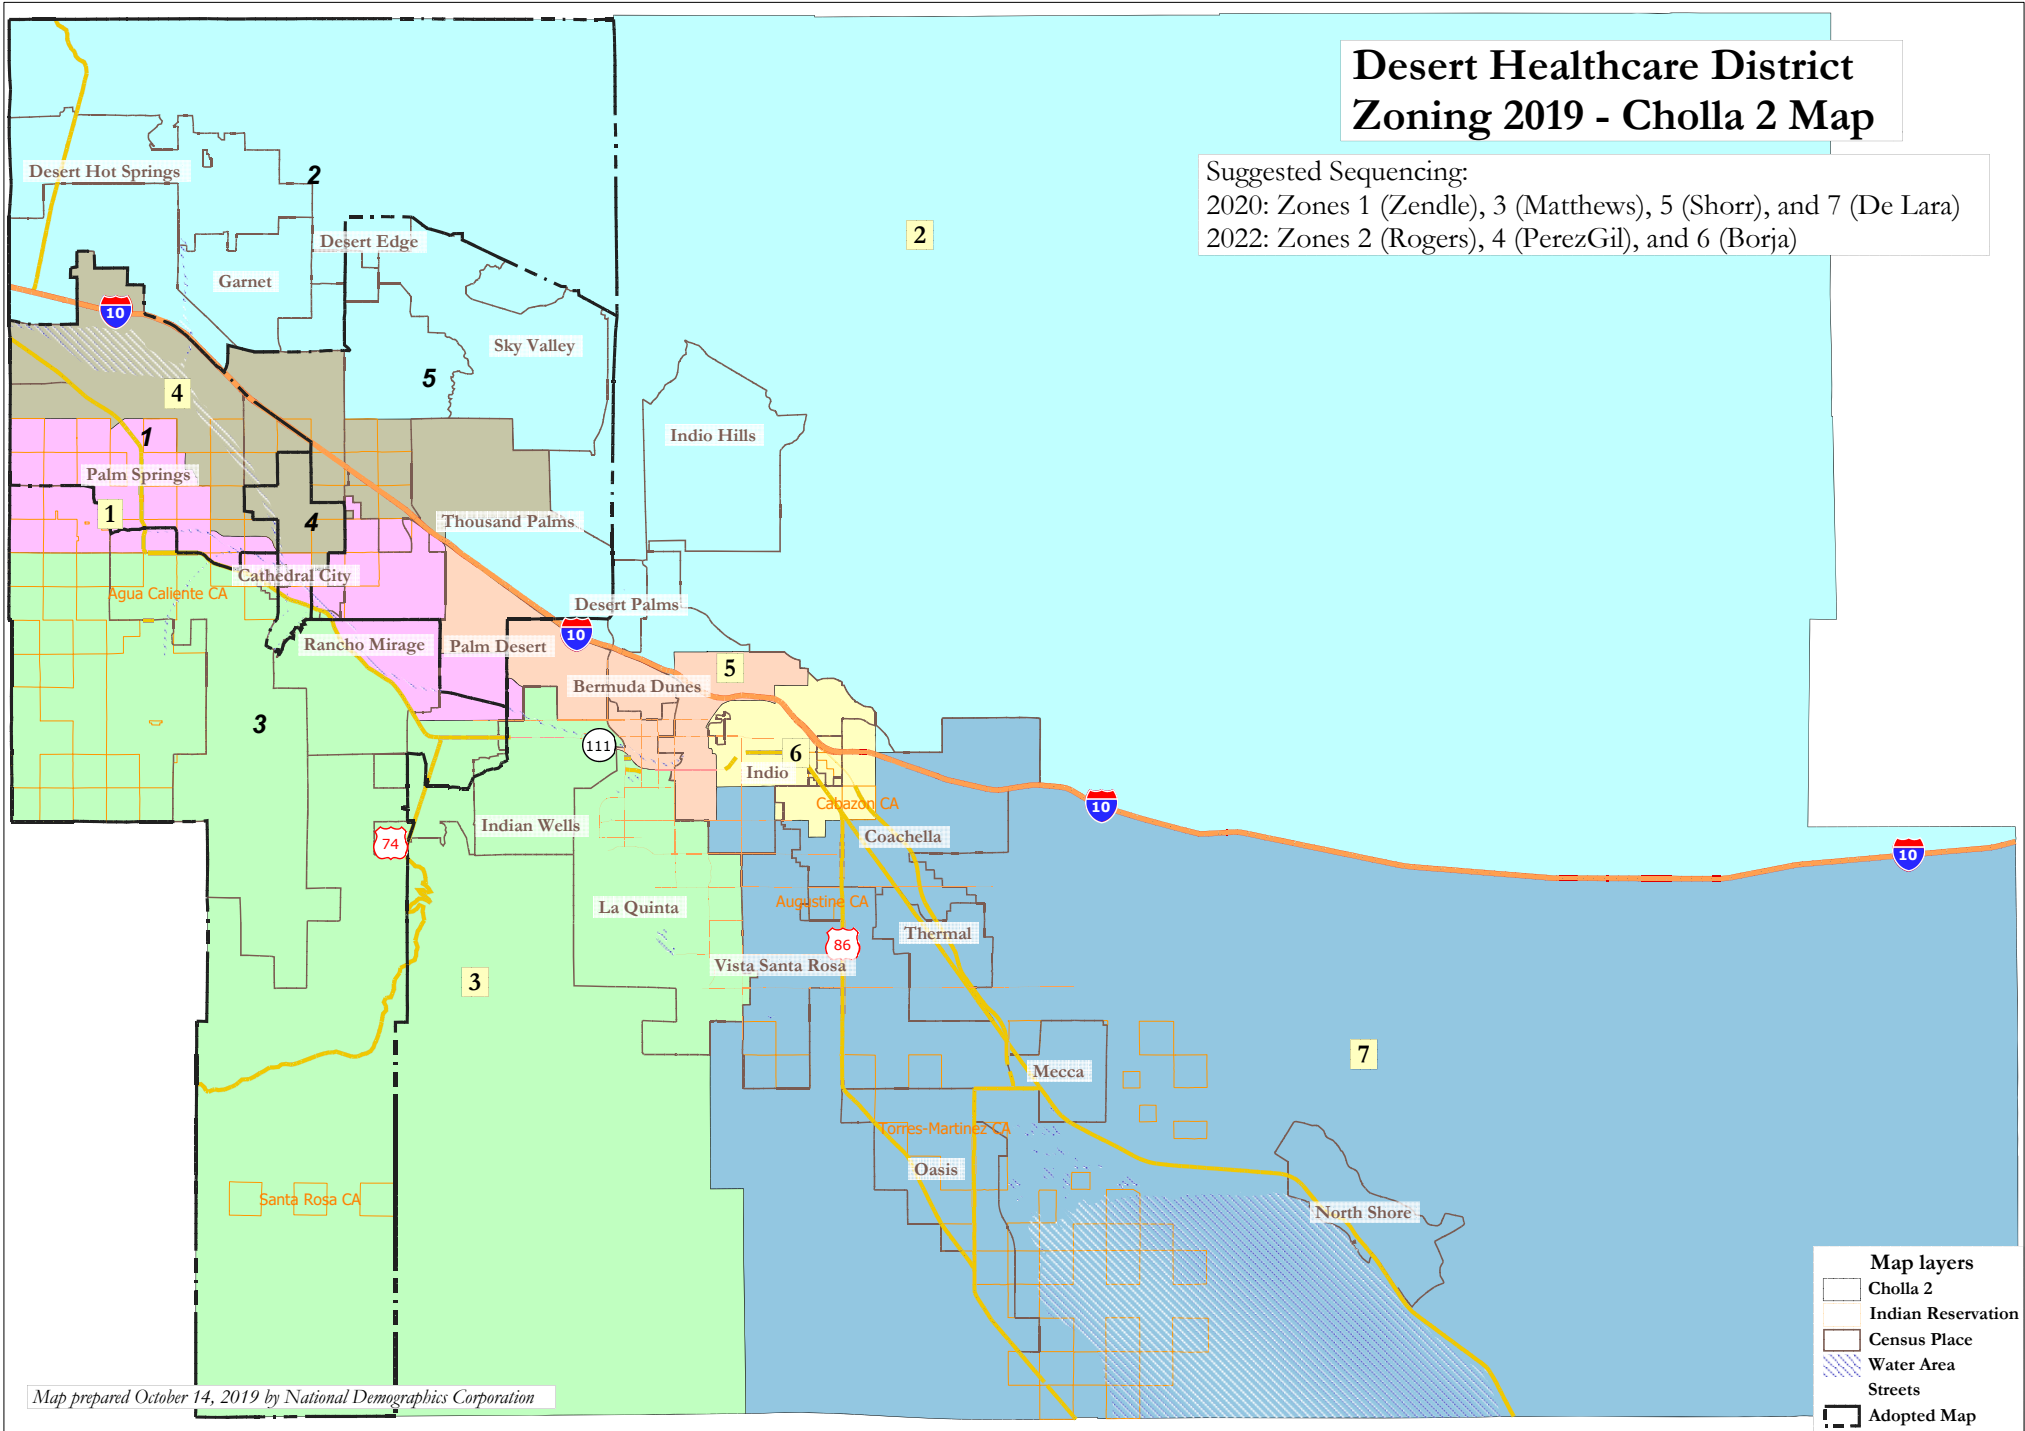 Desert Healthcare District
Zoning 2019 - Cholla 2 Map
Suggested Sequencing:
2020: Zones 1 (Zendle), 3 (Matthews), 5 (Shorr), and 7 (De Lara)
2022: Zones 2 (Rogers), 4 (PerezGil), and 6 (Borja)
Desert Hot Springs
2
Desert Edge
2
Garnet
10
Sky Valley
5
4
1
Indio Hills
Palm Springs
1
4
Thousand Palms
Cathedral City
Agua Caliente CA
Desert Palms
10
Rancho Mirage
Palm Desert
5
Bermuda Dunes
3
111
6
Indio
Cabazon CA
10
Indian Wells
Coachella
74
10
La Quinta
Augustine CA
Thermal
86
Vista Santa Rosa
3
7
Mecca
Torres-Martinez CA
Oasis
Santa Rosa CA
North Shore
Map layers
Cholla 2
Indian Reservation
Census Place
Water Area
Streets
Adopted Map
Map prepared October 14, 2019 by National Demographics Corporation